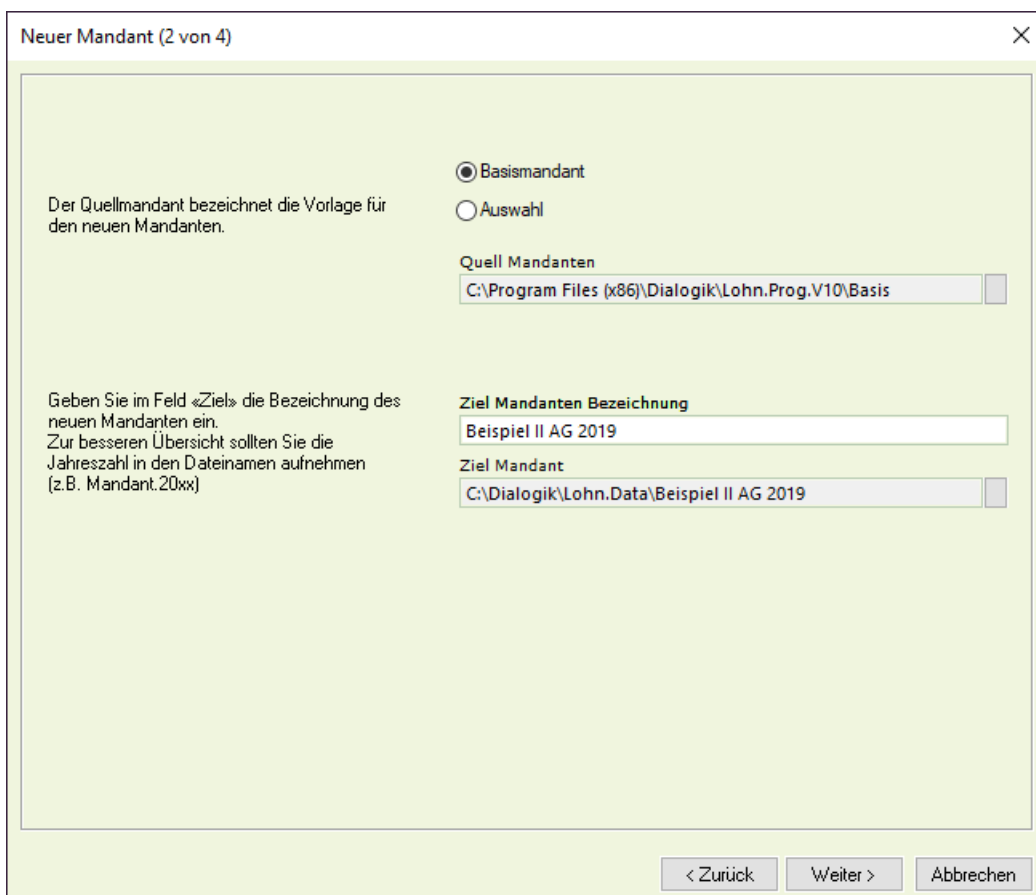 Neuer Mandant (2 von 4)
Basismandant
Der Quellmandant bezeichnet die Vorlage für
den neuen Mandanten.
Auswahl
Quell Mandanten
C:\Program Files (x86)\Dialogik\Lohn.Prog.V10\Basis
Geben Sie im Feld «Ziel» die Bezeichnung des
neuen Mandanten ein.
Zur besseren Übersicht sollten Sie die
Jahreszahl in den Dateinamen aufnehmen
(z.B. Mandant.20xx)
Ziel Mandanten Bezeichnung
Beispiel II AG 2019
Ziel Mandant
C:\Dialogik\Lohn.Data\Beispiel II AG 2019
< Zurück
Weiter >
Abbrechen